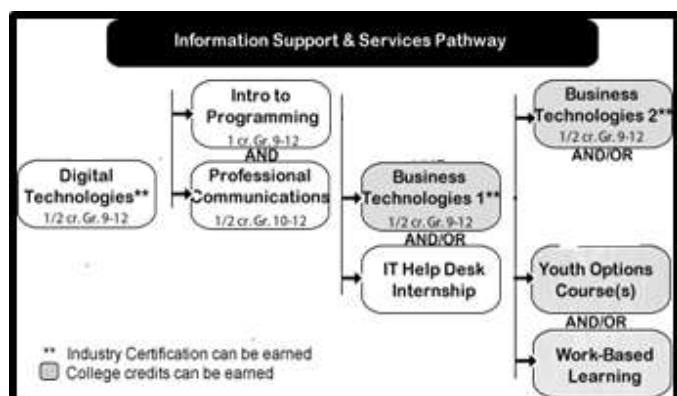 Information Support & Services Pathway
Intro to
Programming
1 cr. Gr. 9-12
AND
Professional
Communications
1/2 cr. Gr. 10-12
Digital
Technologies**
1/2 cr. Gr. 9-12
Business
Technologies 1**
1/2 cr. Gr. 9-12
AND/OR
IT Help Desk
Internship
Business
Technologies 2**
1/2 cr. Gr. 9-12
AND/OR
Youth Options
Course(s)
AND/OR
Work-Based
Learning
** Industry Certification can be earned
College credits can be earned